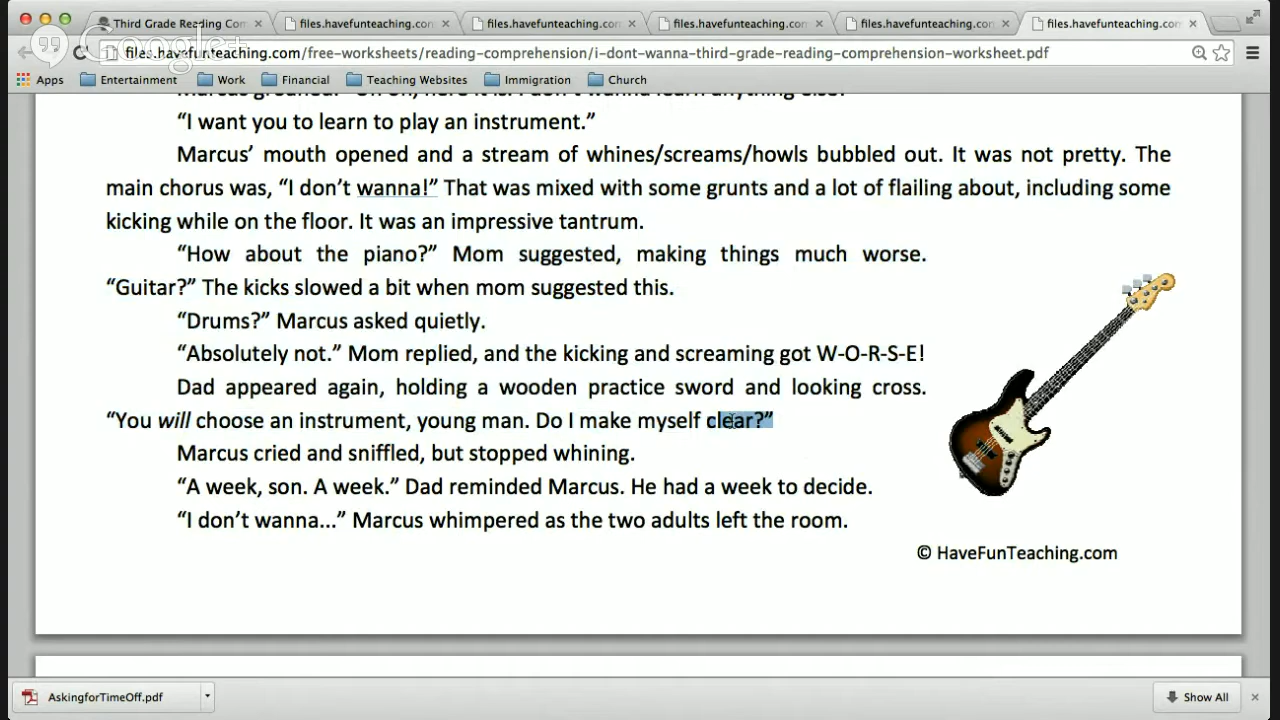 Third Grade Reading Com
files.havefunteaching.com
files.havefunteaching.com
files.havefunteaching.com
files.havefunteaching.com
files.havefunteaching.com
Google+
files.havefunteaching.com/free-worksheets/reading-comprehension/i-dont-wanna-third-grade-reading-comprehension-worksheet.pdf
Apps Entertainment Work Financial Teaching Websites Immigration Church
“I want you to learn to play an instrument.”
Marcus’ mouth opened and a stream of whines/screams/howls bubbled out. It was not pretty. The
main chorus was, “I don’t wanna!” That was mixed with some grunts and a lot of flailing about, including some
kicking while on the floor. It was an impressive tantrum.
“How about the piano?” Mom suggested, making things much worse.
“Guitar?” The kicks slowed a bit when mom suggested this.
“Drums?” Marcus asked quietly.
“Absolutely not.” Mom replied, and the kicking and screaming got W-O-R-S-E!
Dad appeared again, holding a wooden practice sword and looking cross.
“You will choose an instrument, young man. Do I make myself clear?”
Marcus cried and sniffled, but stopped whining.
“A week, son. A week.” Dad reminded Marcus. He had a week to decide.
“I don’t wanna...” Marcus whimpered as the two adults left the room.
© HaveFunTeaching.com
AskingforTimeOff.pdf
Show All